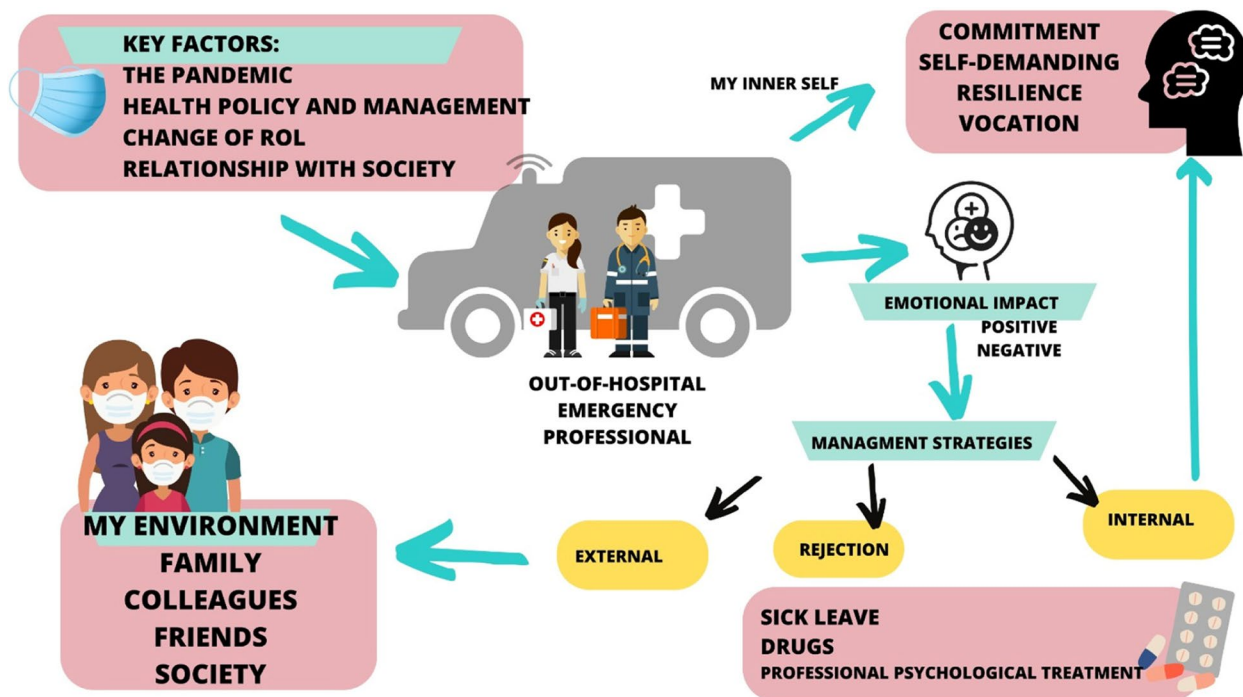 KEY FACTORS:
THE PANDEMIC
HEALTH POLICY AND MANAGEMENT
CHANGE OF ROL
RELATIONSHIP WITH SOCIETY
MY INNER SELF
COMMITMENT
SELF-DEMANDING
RESILIENCE
VOCATION
OUT-OF-HOSPITAL
EMERGENCY
PROFESSIONAL
EMOTIONAL IMPACT
POSITIVE
NEGATIVE
MANAGMENT STRATEGIES
EXTERNAL
REJECTION
INTERNAL
MY ENVIRONMENT
FAMILY
COLLEAGUES
FRIENDS
SOCIETY
SICK LEAVE
DRUGS
PROFESSIONAL PSYCHOLOGICAL TREATMENT